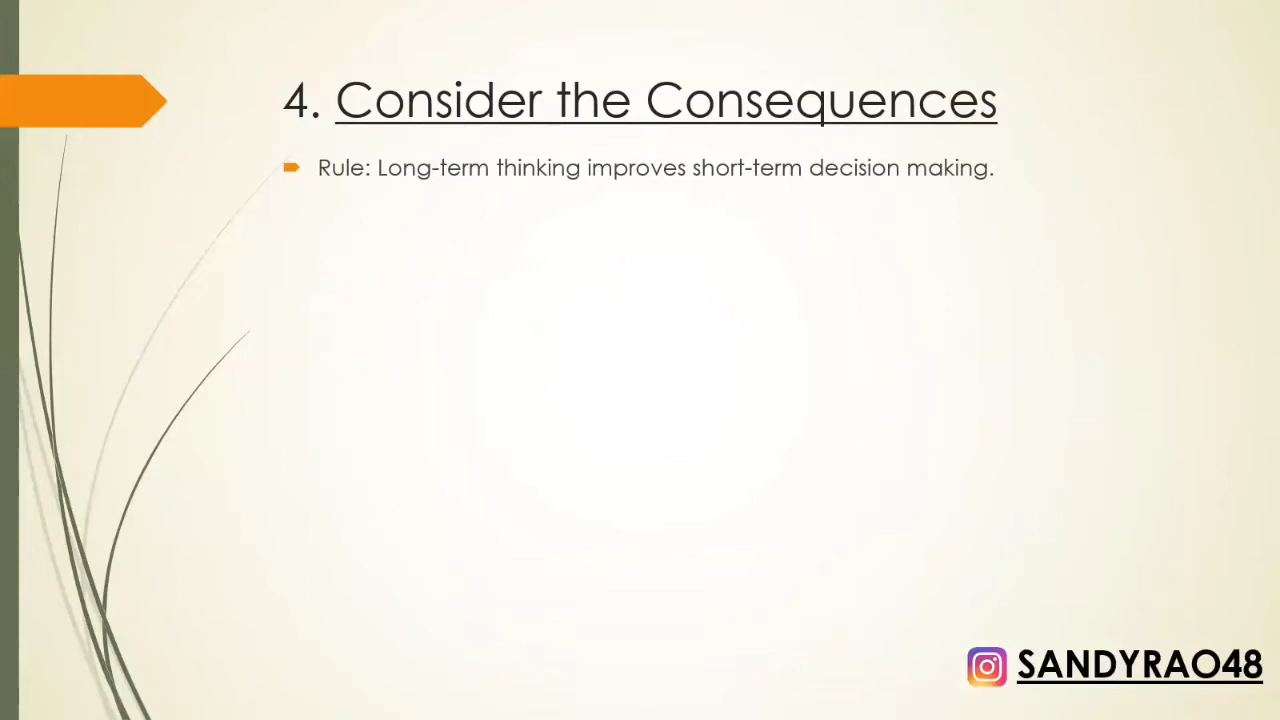 4. Consider the Consequences
Rule: Long-term thinking improves short-term decision making.
SANDYRAO48